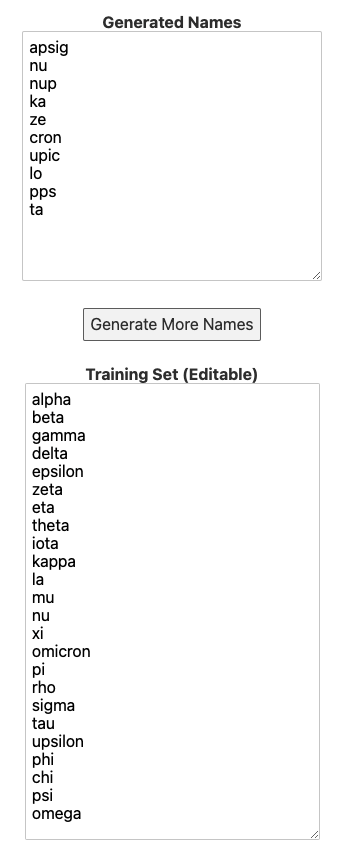 Generated Names
apsig
nu
nup
ka
ze
cron
upic
lo
pps
ta
Generate More Names
Training Set (Editable)
alpha
beta
gamma
delta
epsilon
zeta
eta
theta
iota
kappa
la
mu
nu
xi
omicron
pi
rho
sigma
tau
upsilon
phi
chi
psi
omega